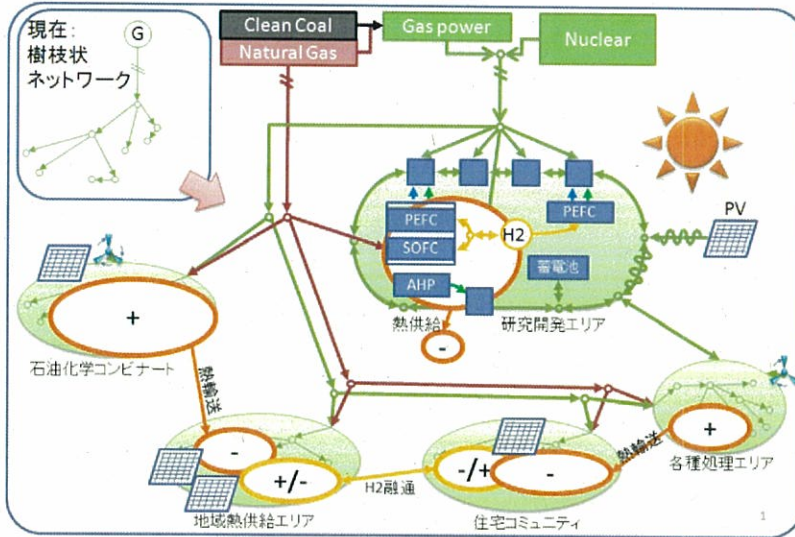 現在:
樹枝状
ネットワーク
G
Clean Coal
Natural Gas
Gas power
Nuclear
PEFC
SOFC
H2
PEFC
PV
AHP
蓄電池
熱供給
研究開発エリア
-
+
石油化学コンビナート
熱輸送
-
+/-
地域熱供給エリア
H2融通
-/+
-
住宅コミュニティ
熱輸送
+
各種処理エリア
1